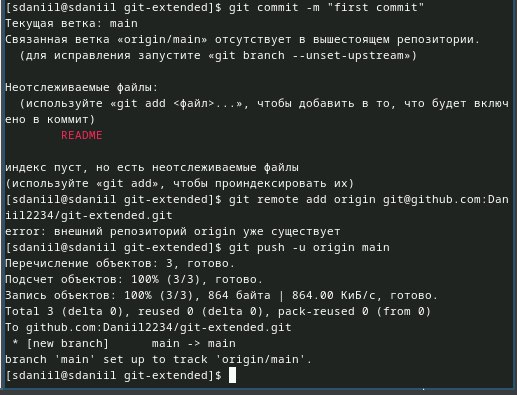 [sdaniil@sdaniil git-extended]$ git commit -m "first commit"
Текущая ветка: main
Связанная ветка «origin/main» отсутствует в вышестоящем репозитории.
  (для исправления запустите «git branch --unset-upstream»)

Неотслеживаемые файлы:
  (используйте «git add <файл>...», чтобы добавить в то, что будет включ
ено в коммит)
        README

индекс пуст, но есть неотслеживаемые файлы
(используйте «git add», чтобы проиндексировать их)
[sdaniil@sdaniil git-extended]$ git remote add origin git@github.com:Dan
iil2234/git-extended.git
error: внешний репозиторий origin уже существует
[sdaniil@sdaniil git-extended]$ git push -u origin main
Перечисление объектов: 3, готово.
Подсчет объектов: 100% (3/3), готово.
Запись объектов: 100% (3/3), 864 байта | 864.00 КиБ/с, готово.
Total 3 (delta 0), reused 0 (delta 0), pack-reused 0 (from 0)
To github.com:Daniil2234/git-extended.git
 * [new branch]      main -> main
branch 'main' set up to track 'origin/main'.
[sdaniil@sdaniil git-extended]$